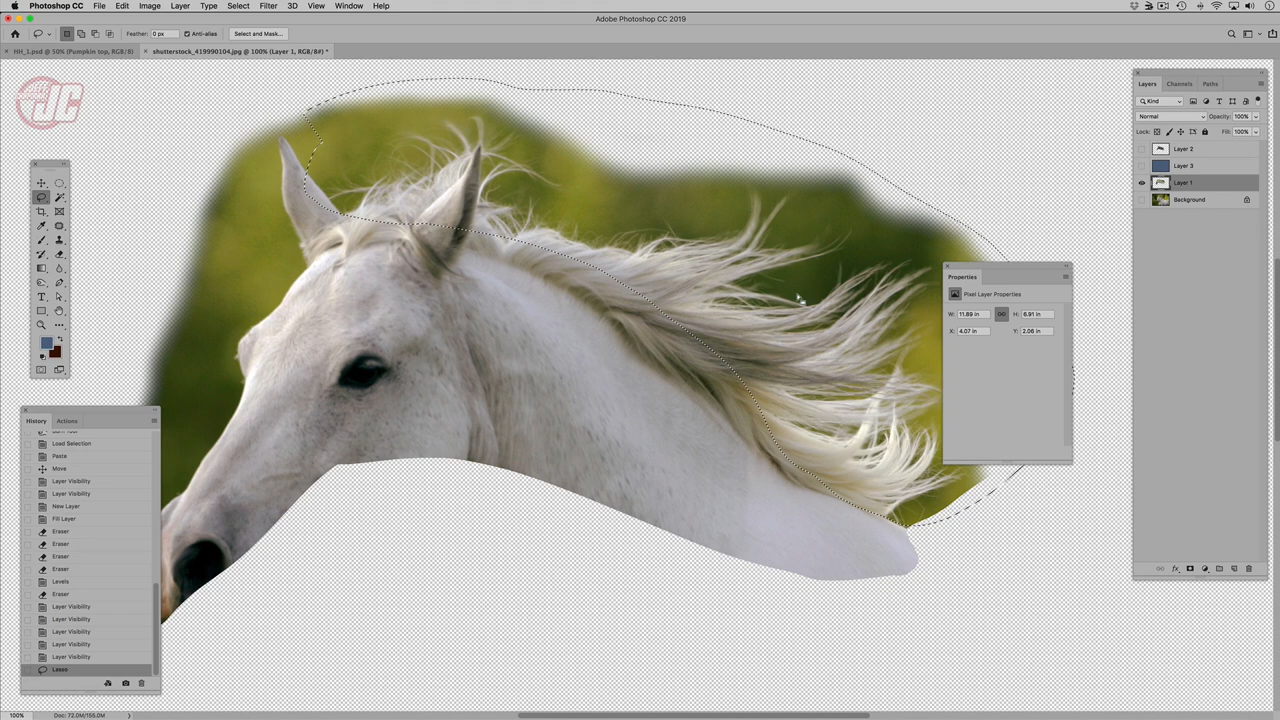 Photoshop CC File Edit Image Layer Type Select Filter 3D View Window Help
Adobe Photoshop CC 2019
Feather: 0 px Anti-alias Select and Mask...
HH_1.psd @ 50% (Pumpkin top, RGB/8) shutterstock_419990104.jpg @ 100% (Layer 1, RGB/8#) *
JC
Layers Channels Paths
Kind
Normal Opacity: 100%
Lock: Fill: 100%
Layer 2
Layer 3
Layer 1
Background
Properties
Pixel Layer Properties
W: 11.89 in H: 6.91 in
X: 4.07 in Y: 2.06 in
History Actions
Load Selection
Paste
Move
Layer Visibility
Layer Visibility
New Layer
Fill Layer
Eraser
Eraser
Eraser
Eraser
Levels
Eraser
Layer Visibility
Layer Visibility
Layer Visibility
Layer Visibility
Layer Visibility
Lasso
100% Doc: 72.0M/155.0M